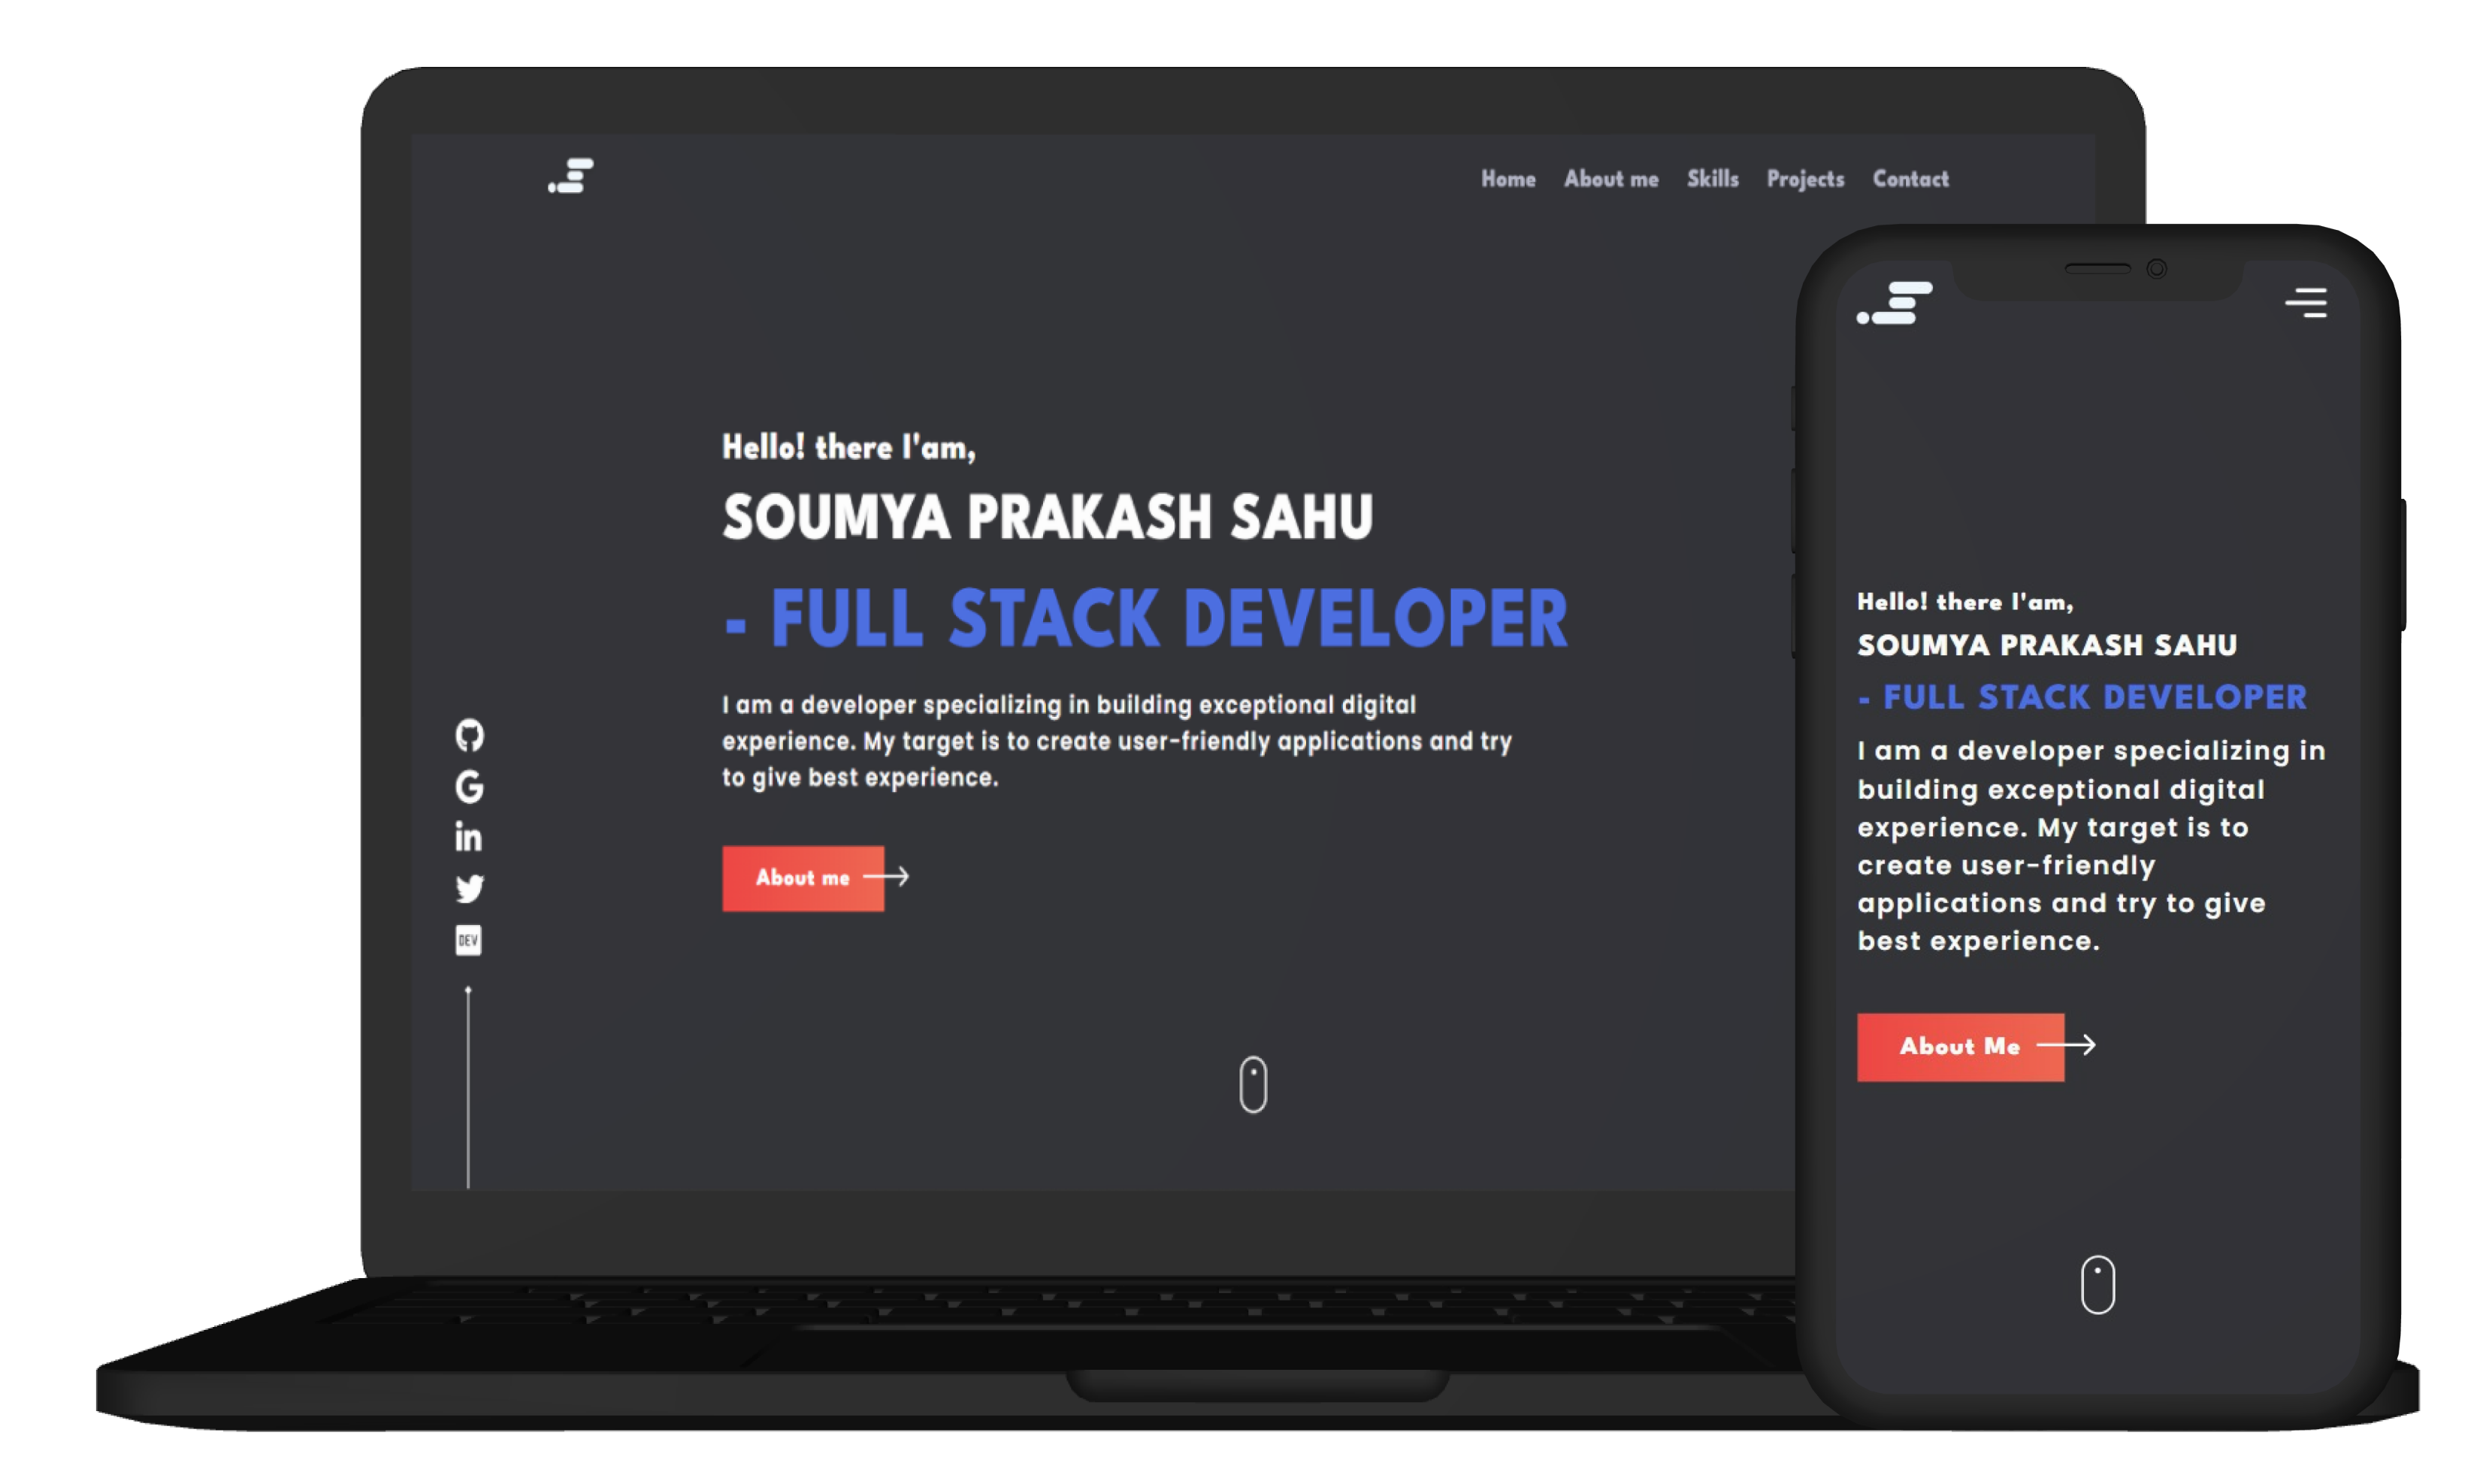 Home About me Skills Projects Contact
Hello! there I'am,
SOUMYA PRAKASH SAHU
- FULL STACK DEVELOPER
I am a developer specializing in building exceptional digital
experience. My target is to create user-friendly applications and try
to give best experience.
About me
G
in
DEV
Hello! there I'am,
SOUMYA PRAKASH SAHU
- FULL STACK DEVELOPER
I am a developer specializing in
building exceptional digital
experience. My target is to
create user-friendly
applications and try to give
best experience.
About Me